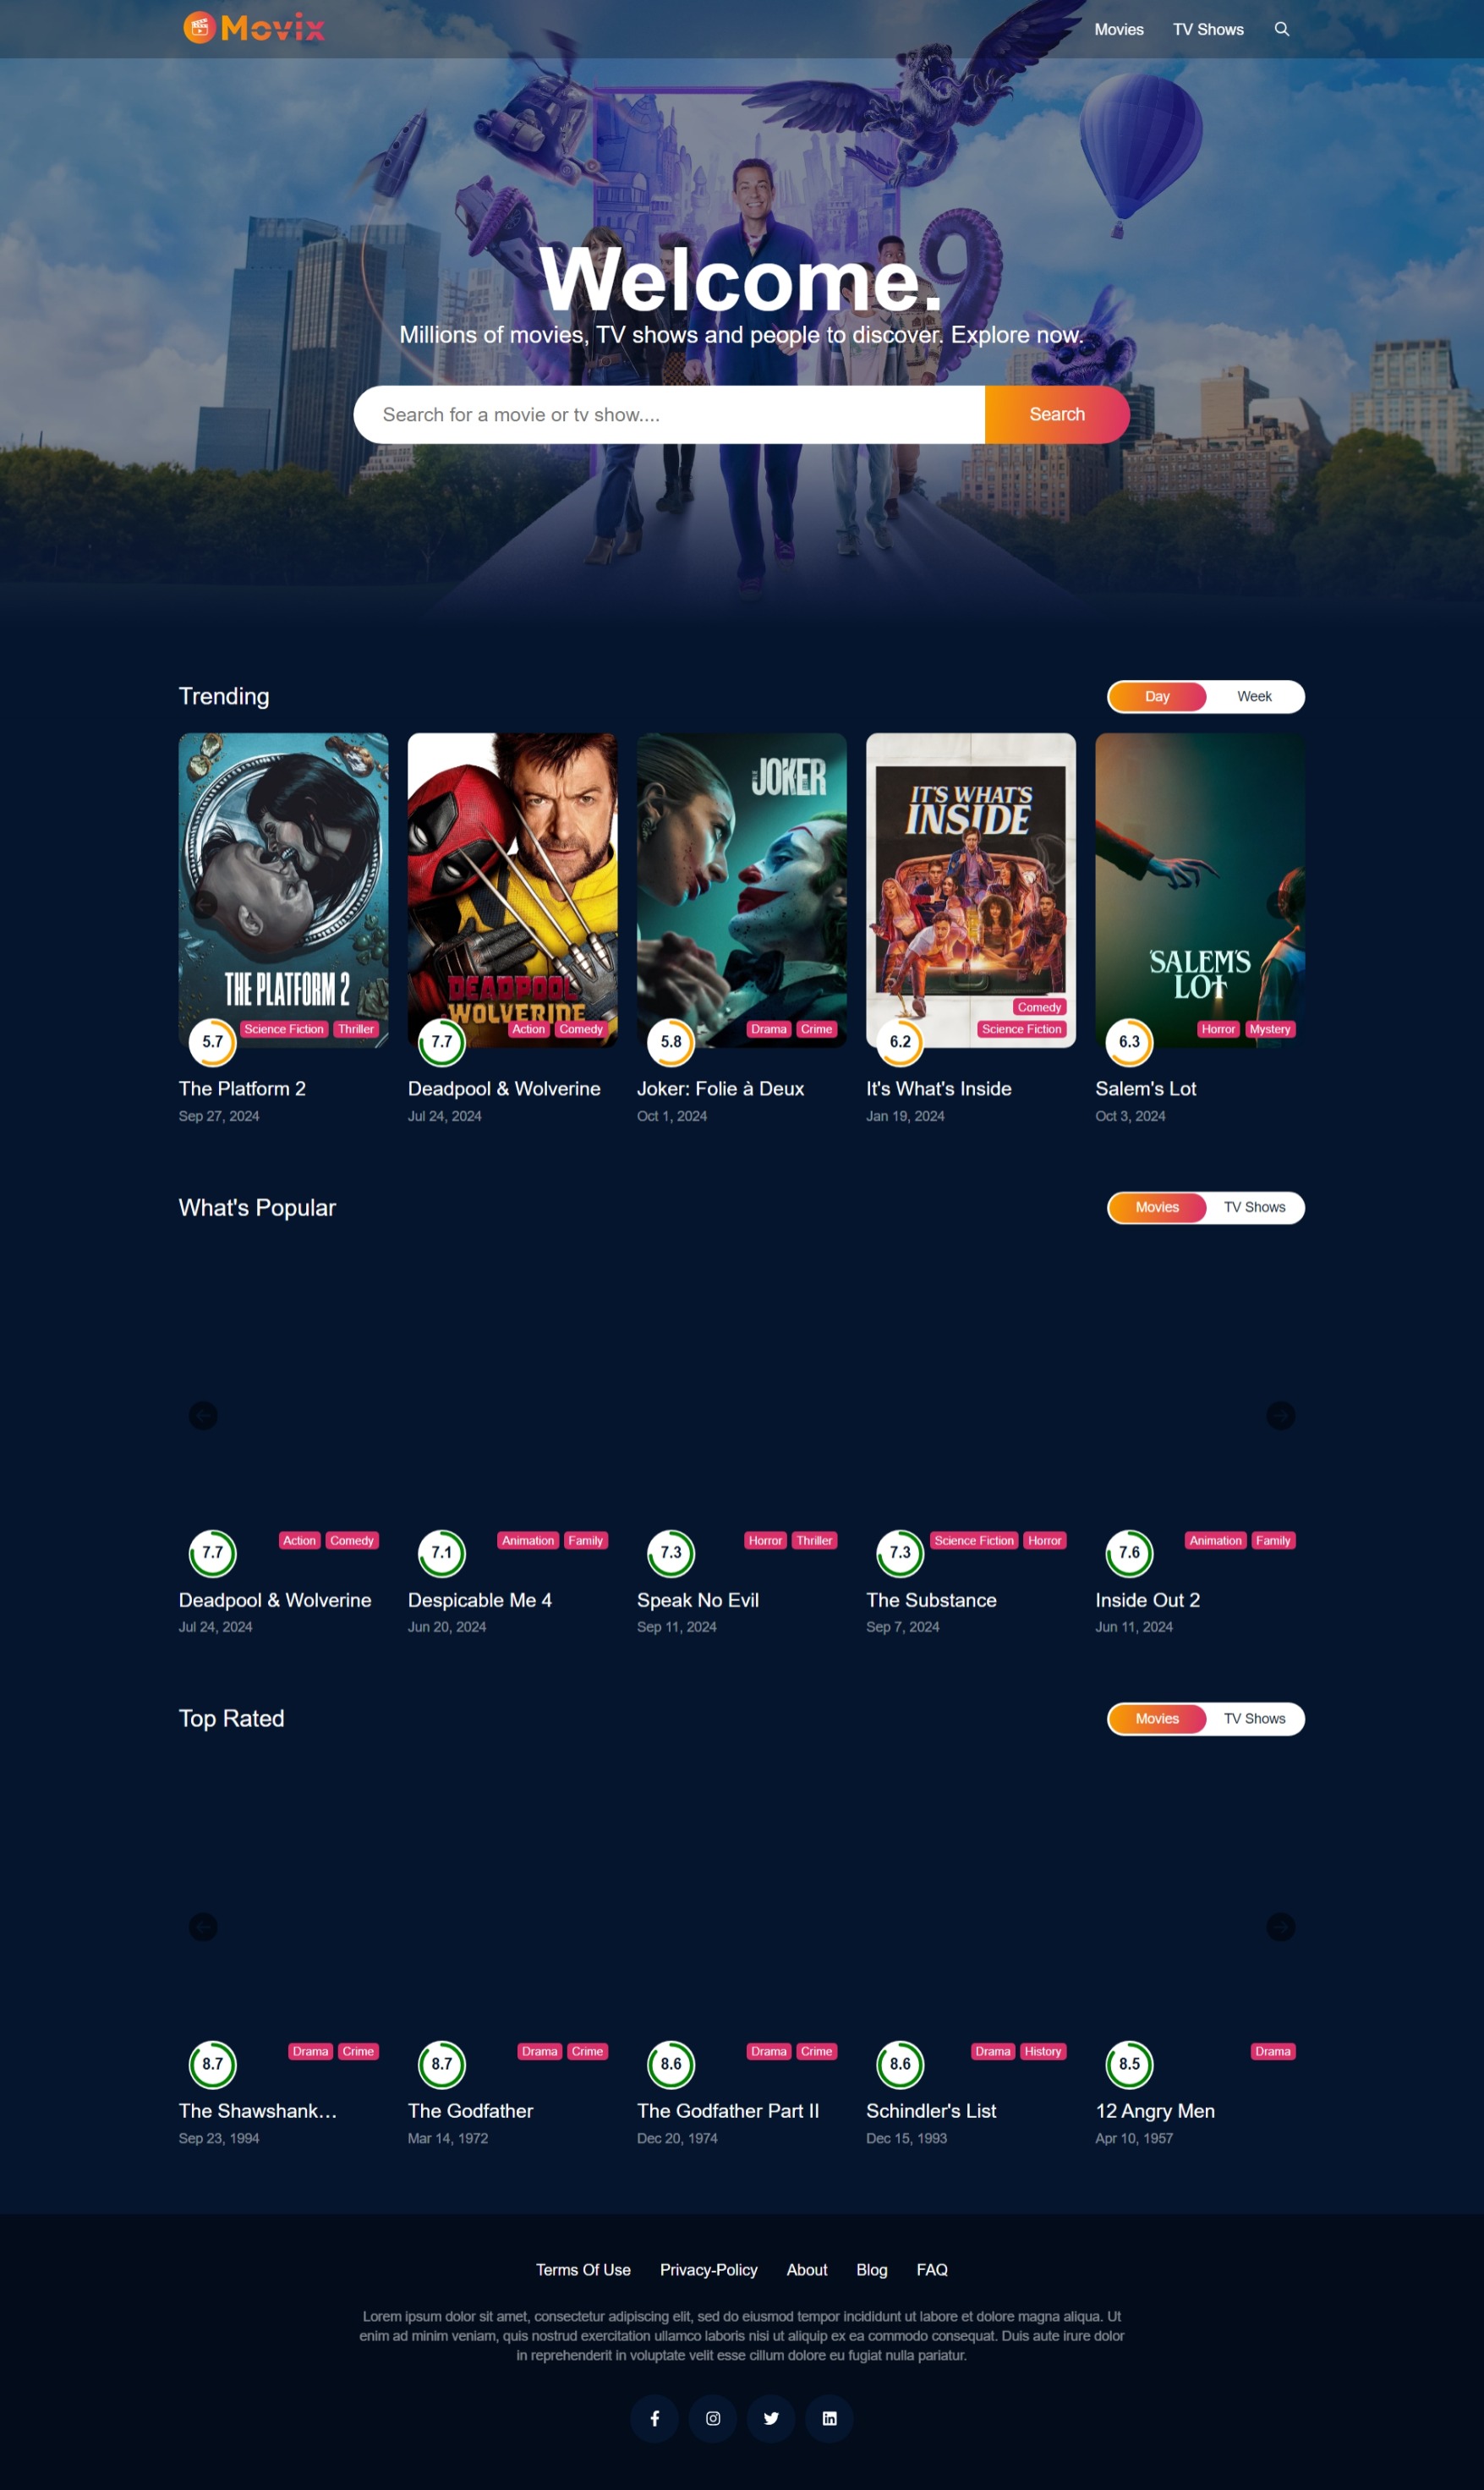 Movix
Movies TV Shows
Welcome.
Millions of movies, TV shows and people to discover. Explore now.
Search for a movie or tv show.... Search
Trending Day Week
THE PLATFORM 2
DEADPOOL
WOLVERINE
JOKER
IT'S WHAT'S
INSIDE
'SALEM'S
LOT
Comedy
5.7 Science Fiction Thriller 7.7 Action Comedy 5.8 Drama Crime 6.2 Science Fiction 6.3 Horror Mystery
The Platform 2 Deadpool & Wolverine Joker: Folie à Deux It's What's Inside Salem's Lot
Sep 27, 2024 Jul 24, 2024 Oct 1, 2024 Jan 19, 2024 Oct 3, 2024
What's Popular Movies TV Shows
7.7 Action Comedy 7.1 Animation Family 7.3 Horror Thriller 7.3 Science Fiction Horror 7.6 Animation Family
Deadpool & Wolverine Despicable Me 4 Speak No Evil The Substance Inside Out 2
Jul 24, 2024 Jun 20, 2024 Sep 11, 2024 Sep 7, 2024 Jun 11, 2024
Top Rated Movies TV Shows
8.7 Drama Crime 8.7 Drama Crime 8.6 Drama Crime 8.6 Drama History 8.5 Drama
The Shawshank... The Godfather The Godfather Part II Schindler's List 12 Angry Men
Sep 23, 1994 Mar 14, 1972 Dec 20, 1974 Dec 15, 1993 Apr 10, 1957
Terms Of Use Privacy-Policy About Blog FAQ
Lorem ipsum dolor sit amet, consectetur adipiscing elit, sed do eiusmod tempor incididunt ut labore et dolore magna aliqua. Ut
enim ad minim veniam, quis nostrud exercitation ullamco laboris nisi ut aliquip ex ea commodo consequat. Duis aute irure dolor
in reprehenderit in voluptate velit esse cillum dolore eu fugiat nulla pariatur.